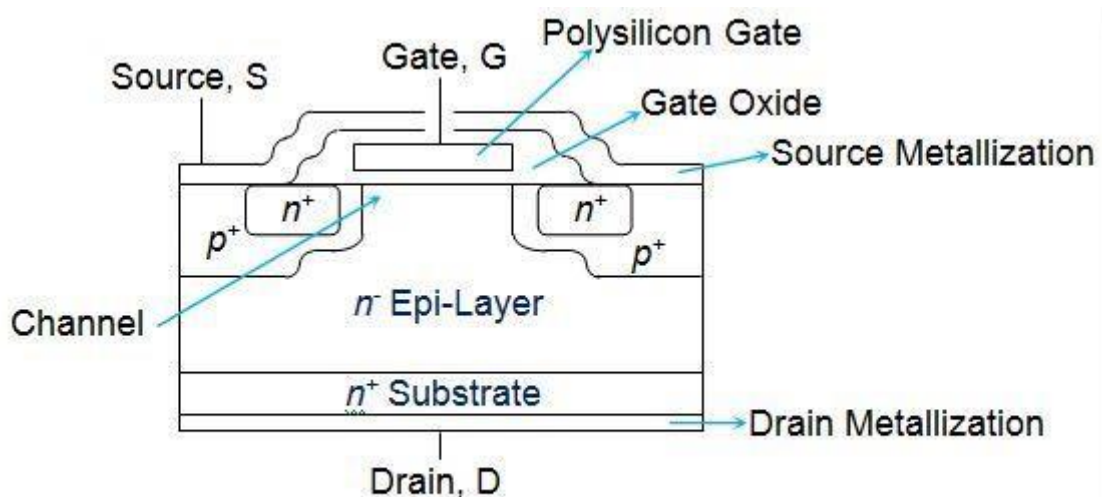 Polysilicon Gate
Gate, G
Source, S
Gate Oxide
Source Metallization
n⁺
n⁺
p⁺
p⁺
n⁻ Epi-Layer
Channel
n⁺ Substrate
Drain Metallization
Drain, D